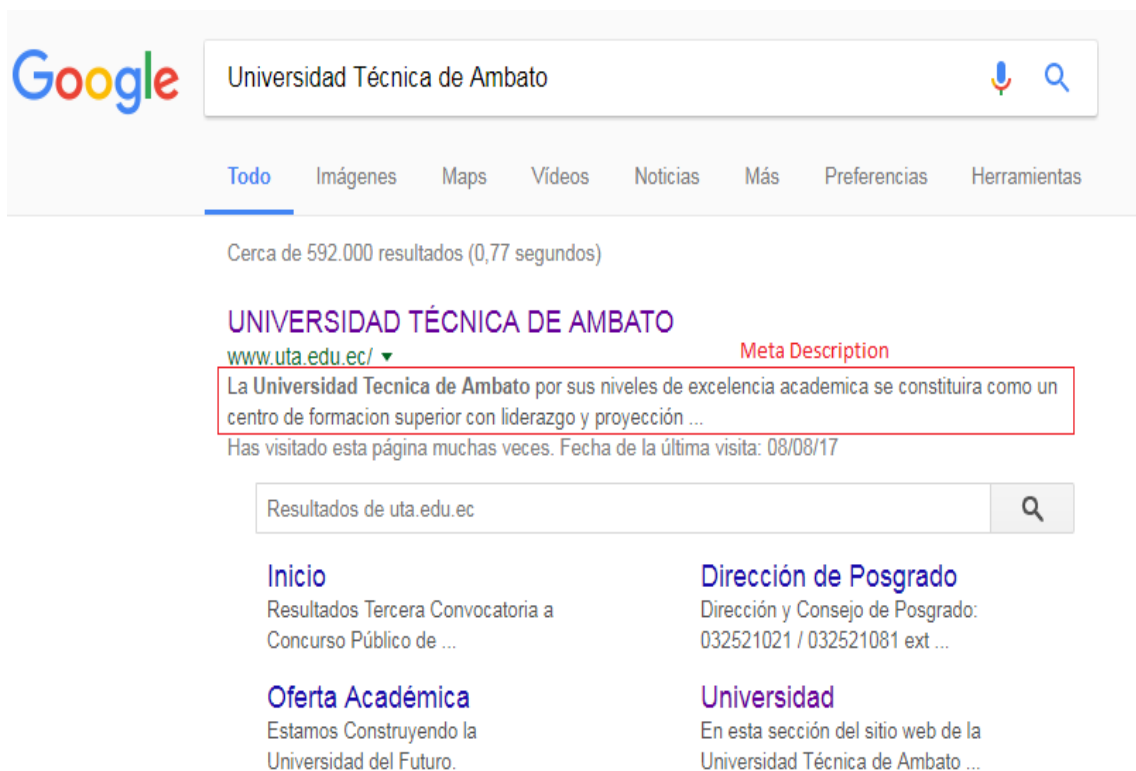 Google
Universidad Técnica de Ambato
Todo Imágenes Maps Vídeos Noticias Más Preferencias Herramientas
Cerca de 592.000 resultados (0,77 segundos)
UNIVERSIDAD TÉCNICA DE AMBATO
www.uta.edu.ec/
Meta Description
La Universidad Tecnica de Ambato por sus niveles de excelencia academica se constituira como un
centro de formacion superior con liderazgo y proyección ...
Has visitado esta página muchas veces. Fecha de la última visita: 08/08/17
Resultados de uta.edu.ec
Inicio
Resultados Tercera Convocatoria a
Concurso Público de ...
Dirección de Posgrado
Dirección y Consejo de Posgrado:
032521021 / 032521081 ext ...
Oferta Académica
Estamos Construyendo la
Universidad del Futuro.
Universidad
En esta sección del sitio web de la
Universidad Técnica de Ambato ...